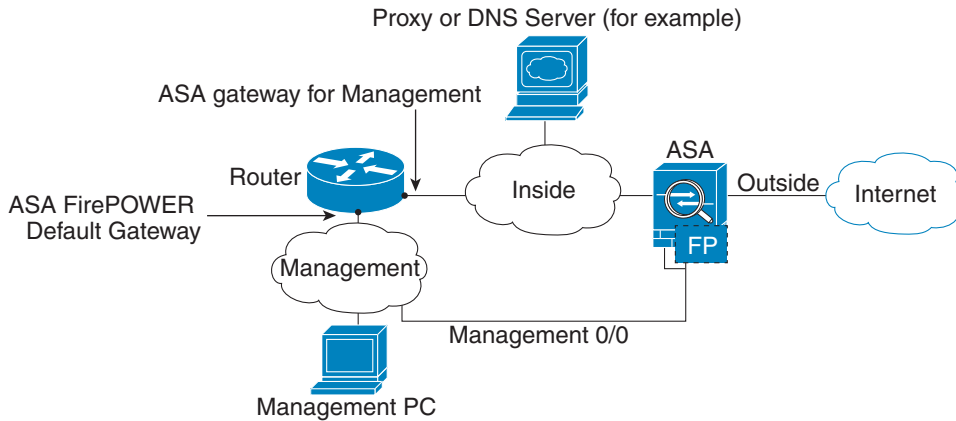 Proxy or DNS Server (for example)
ASA gateway for Management
ASA
Router
Inside
Outside
Internet
ASA FirePOWER
Default Gateway
FP
Management
Management 0/0
Management PC